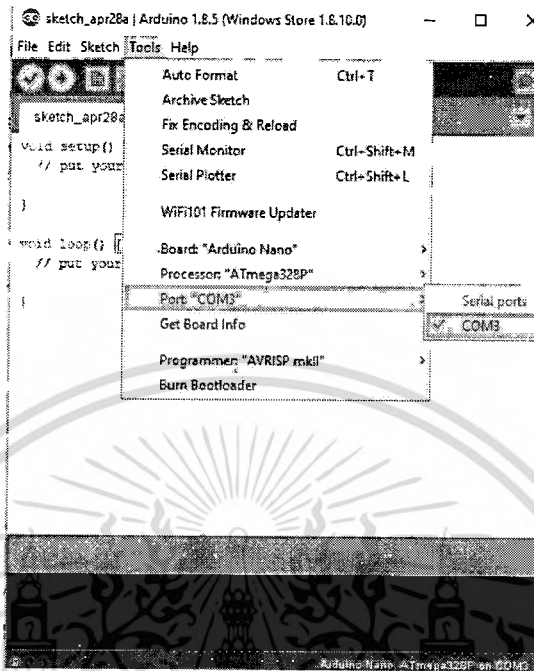 sketch_apr28a | Arduino 1.8.5 (Windows Store 1.8.10.0)
File Edit Sketch Tools Help
sketch_apr28a
void setup()
// put your
}
void loop() {
// put your
}
Auto Format Ctrl+T
Archive Sketch
Fix Encoding & Reload
Serial Monitor Ctrl+Shift+M
Serial Plotter Ctrl+Shift+L
WiFi101 Firmware Updater
Board: "Arduino Nano"
Processor: "ATmega328P"
Port: "COM3"
Get Board Info
Programmer: "AVRISP mkII"
Burn Bootloader
Serial ports
COM3
Arduino Nano, ATmega328P on COM3